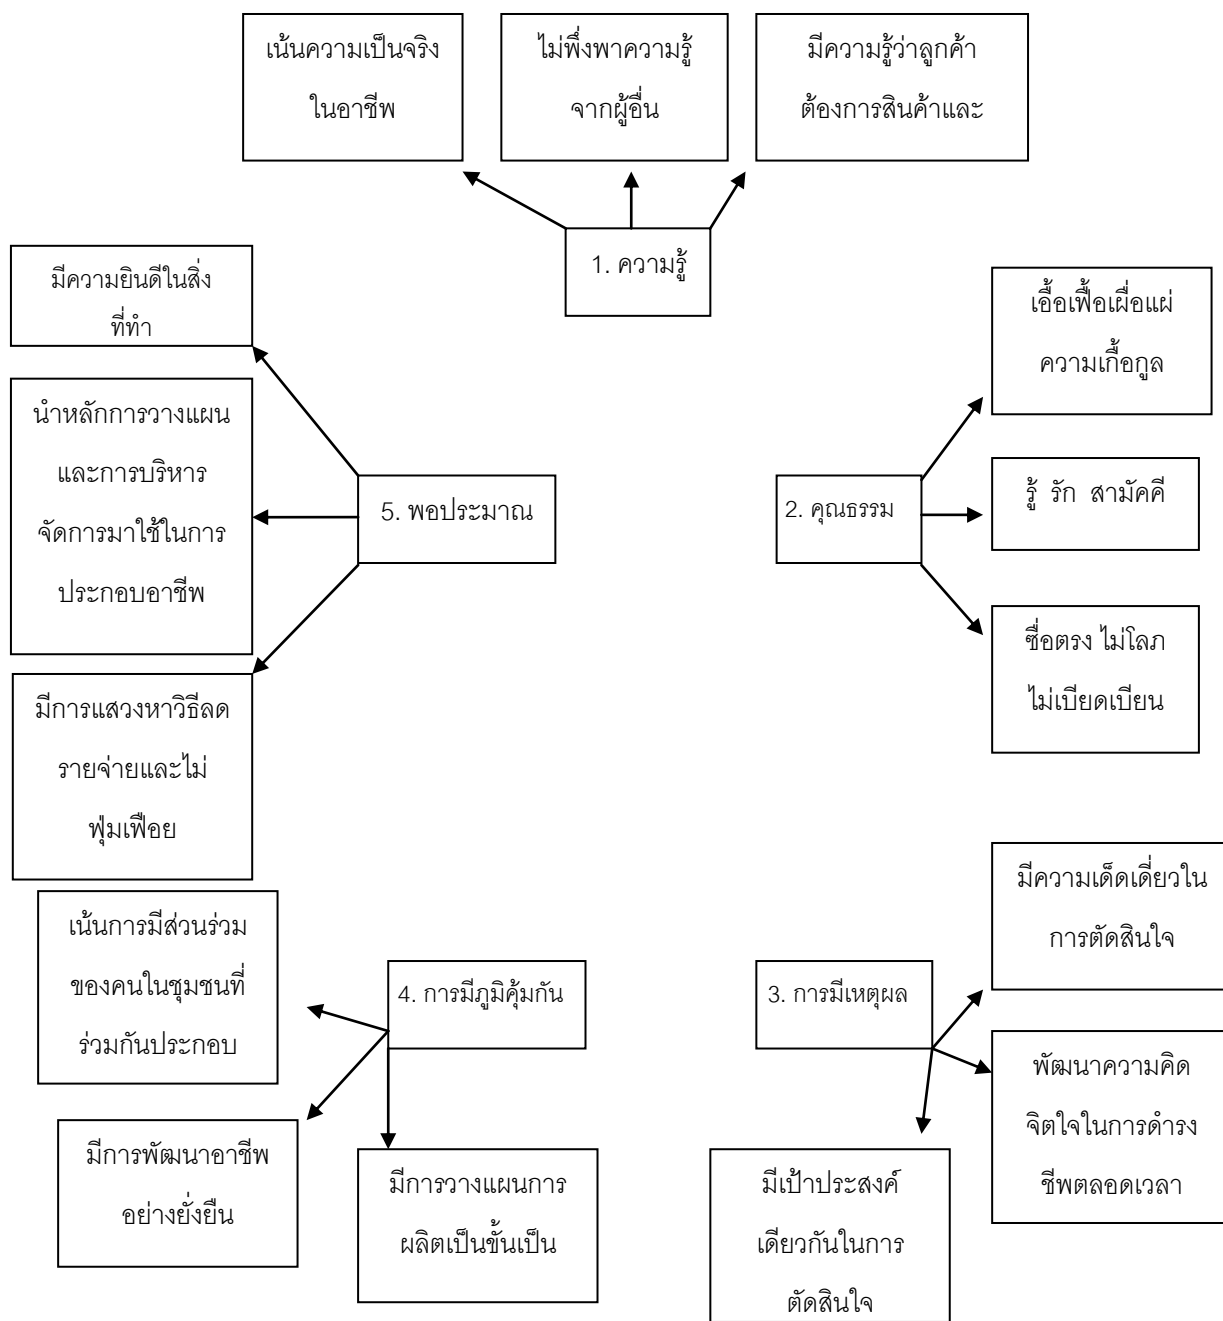 เน้นความเป็นจริง
ในอาชีพ
ไม่พึ่งพาความรู้
จากผู้อื่น
มีความรู้ว่าลูกค้า
ต้องการสินค้าและ
1. ความรู้
มีความยินดีในสิ่ง
ที่ทำ
นำหลักการวางแผน
และการบริหาร
จัดการมาใช้ในการ
ประกอบอาชีพ
มีการแสวงหาวิธีลด
รายจ่ายและไม่
ฟุ่มเฟือย
5. พอประมาณ
2. คุณธรรม
เอื้อเฟื้อเผื่อแผ่
ความเกื้อกูล
รู้ รัก สามัคคี
ซื่อตรง ไม่โลภ
ไม่เบียดเบียน
เน้นการมีส่วนร่วม
ของคนในชุมชนที่
ร่วมกันประกอบ
มีการพัฒนาอาชีพ
อย่างยั่งยืน
4. การมีภูมิคุ้มกัน
มีการวางแผนการ
ผลิตเป็นขั้นเป็น
3. การมีเหตุผล
มีความเด็ดเดี่ยวใน
การตัดสินใจ
พัฒนาความคิด
จิตใจในการดำรง
ชีพตลอดเวลา
มีเป้าประสงค์
เดียวกันในการ
ตัดสินใจ